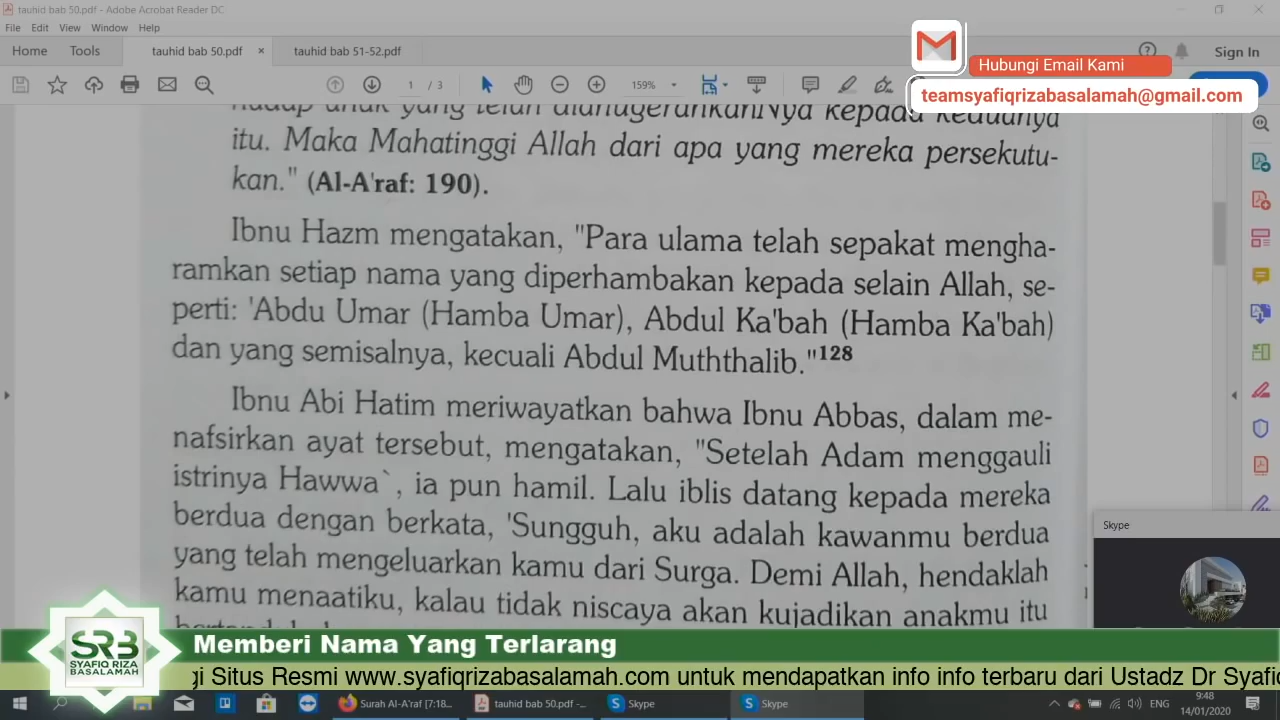 tauhid bab 50.pdf - Adobe Acrobat Reader DC
File Edit View Window Help
Home Tools tauhid bab 50.pdf × tauhid bab 51-52.pdf Sign In
1 / 3 159%
Hubungi Email Kami
teamsyafiqrizabasalamah@gmail.com
yang telah dianugerahkanNya kepada keduanya
itu. Maka Mahatinggi Allah dari apa yang mereka persekutu-
kan." (Al-A'raf: 190).
Ibnu Hazm mengatakan, "Para ulama telah sepakat mengha-
ramkan setiap nama yang diperhambakan kepada selain Allah, se-
perti: 'Abdu Umar (Hamba Umar), Abdul Ka'bah (Hamba Ka'bah)
dan yang semisalnya, kecuali Abdul Muththalib."128
Ibnu Abi Hatim meriwayatkan bahwa Ibnu Abbas, dalam me-
nafsirkan ayat tersebut, mengatakan, "Setelah Adam menggauli
istrinya Hawwa`, ia pun hamil. Lalu iblis datang kepada mereka
berdua dengan berkata, 'Sungguh, aku adalah kawanmu berdua
yang telah mengeluarkan kamu dari Surga. Demi Allah, hendaklah
kamu menaatiku, kalau tidak niscaya akan kujadikan anakmu itu
Skype
SRB
SYAFIQ RIZA
BASALAMAH
Memberi Nama Yang Terlarang
gi Situs Resmi www.syafiqrizabasalamah.com untuk mendapatkan info info terbaru dari Ustadz Dr Syafiq
Surah Al-A'raf [7:18... tauhid bab 50.pdf -... Skype Skype ENG 9:48
14/01/2020